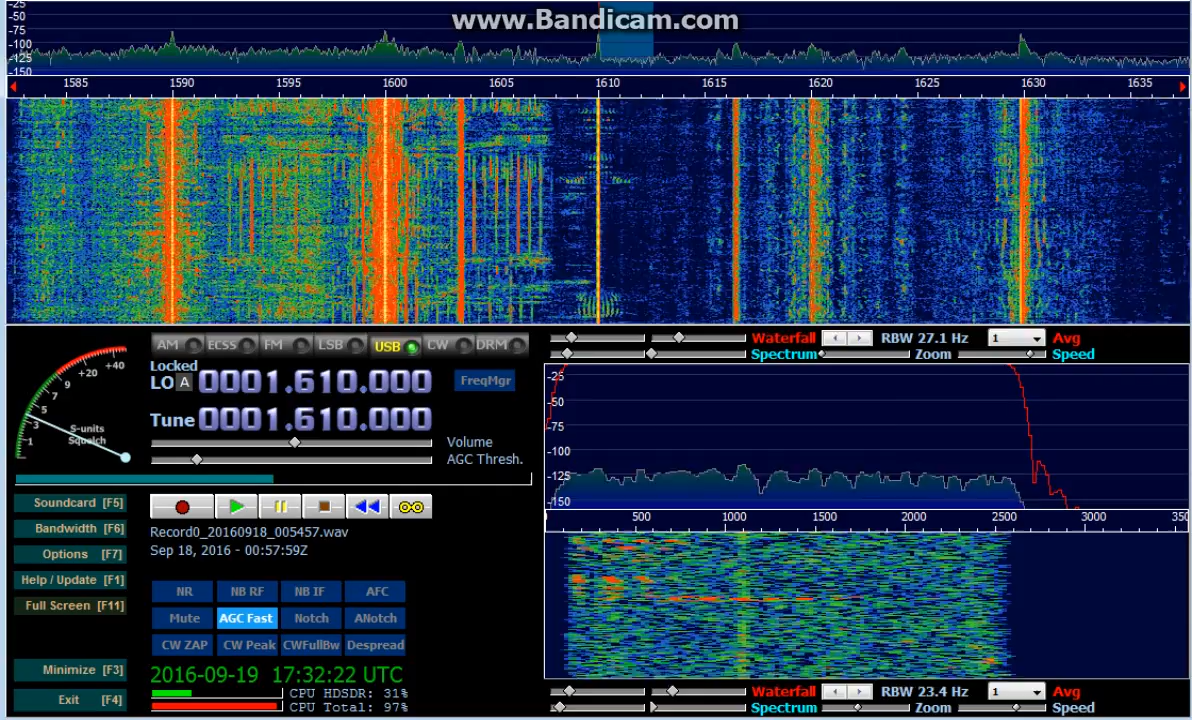 www.Bandicam.com
-25
-50
-75
-100
-125
-150
1585 1590 1595 1600 1605 1610 1615 1620 1625 1630 1635
AM ECSS FM LSB USB CW DRM
Locked
LO A 0001.610.000 FreqMgr
Tune 0001.610.000
Volume
AGC Thresh.
1 3 5 7 9 +20 +40
S-units
Squelch
Waterfall RBW 27.1 Hz 1 Avg
Spectrum Zoom Speed
-25
-50
-75
-100
-125
-150
500 1000 1500 2000 2500 3000 350
Soundcard [F5]
Bandwidth [F6]
Options [F7]
Help / Update [F1]
Full Screen [F11]
Minimize [F3]
Exit [F4]
Record0_20160918_005457.wav
Sep 18, 2016 - 00:57:59Z
NR NB RF NB IF AFC
Mute AGC Fast Notch ANotch
CW ZAP CW Peak CWFullBw Despread
2016-09-19 17:32:22 UTC
CPU HDSDR: 31%
CPU Total: 97%
Waterfall RBW 23.4 Hz 1 Avg
Spectrum Zoom Speed